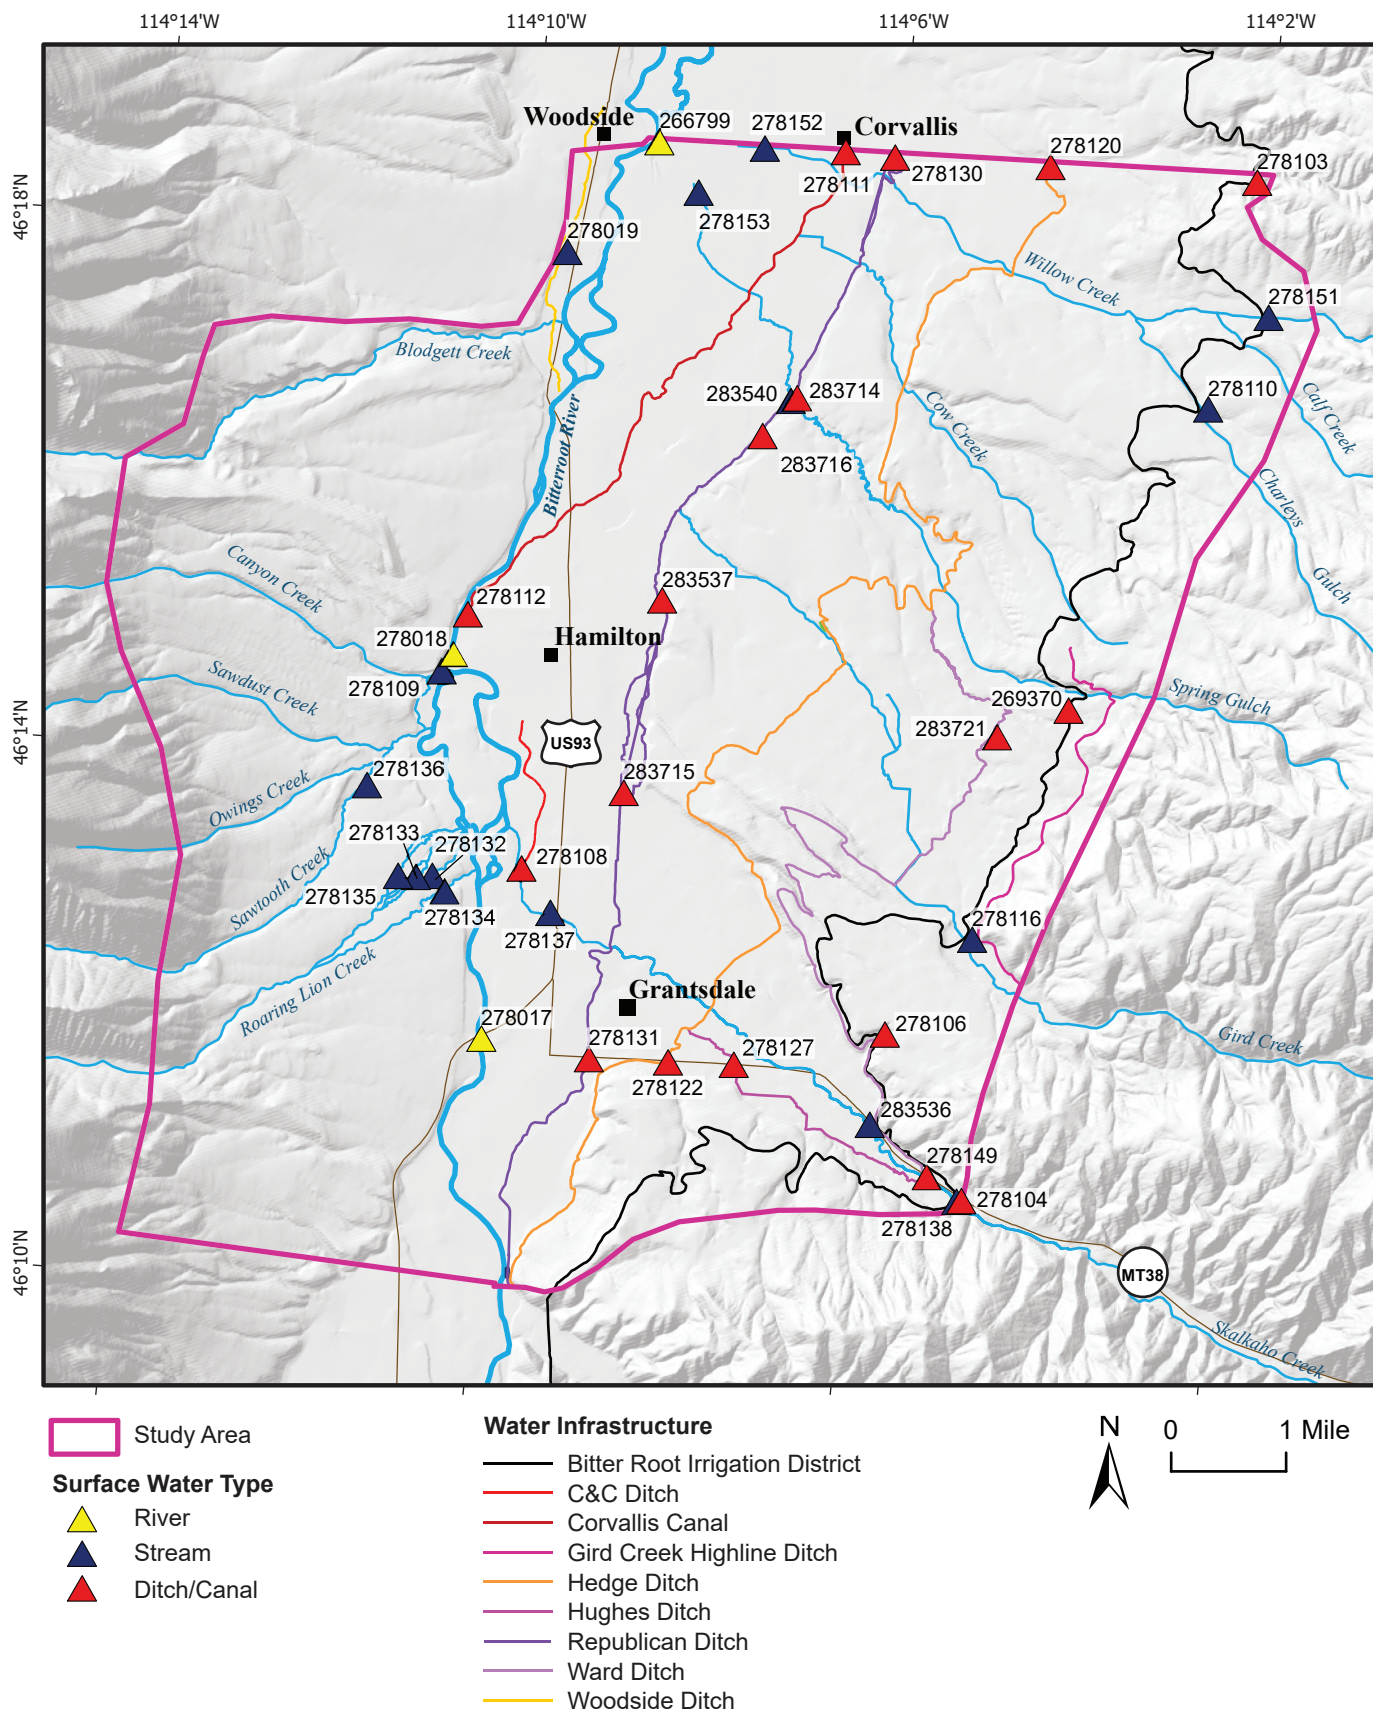 114°14'W 114°10'W 114°6'W 114°2'W
Woodside
266799
278152
Corvallis
278120
278103
278111
278130
46°18'N
278153
278019
Willow Creek
278151
Blodgett Creek
283540
283714
278110
Calf Creek
Cow Creek
Bitterroot River
283716
Charleys
Gulch
Canyon Creek
283537
278112
278018
Hamilton
Sawdust Creek
278109
Spring Gulch
269370
283721
US93
46°14'N
278136
283715
Owings Creek
278133
278132
278108
Sawtooth Creek
278135
278134
278137
278116
Roaring Lion Creek
Grantsdale
278017
278106
278131
278127
Gird Creek
278122
283536
278149
278104
278138
46°10'N
MT38
Skalkaho Creek
Study Area
Surface Water Type
River
Stream
Ditch/Canal
Water Infrastructure
Bitter Root Irrigation District
C&C Ditch
Corvallis Canal
Gird Creek Highline Ditch
Hedge Ditch
Hughes Ditch
Republican Ditch
Ward Ditch
Woodside Ditch
N
0 1 Mile